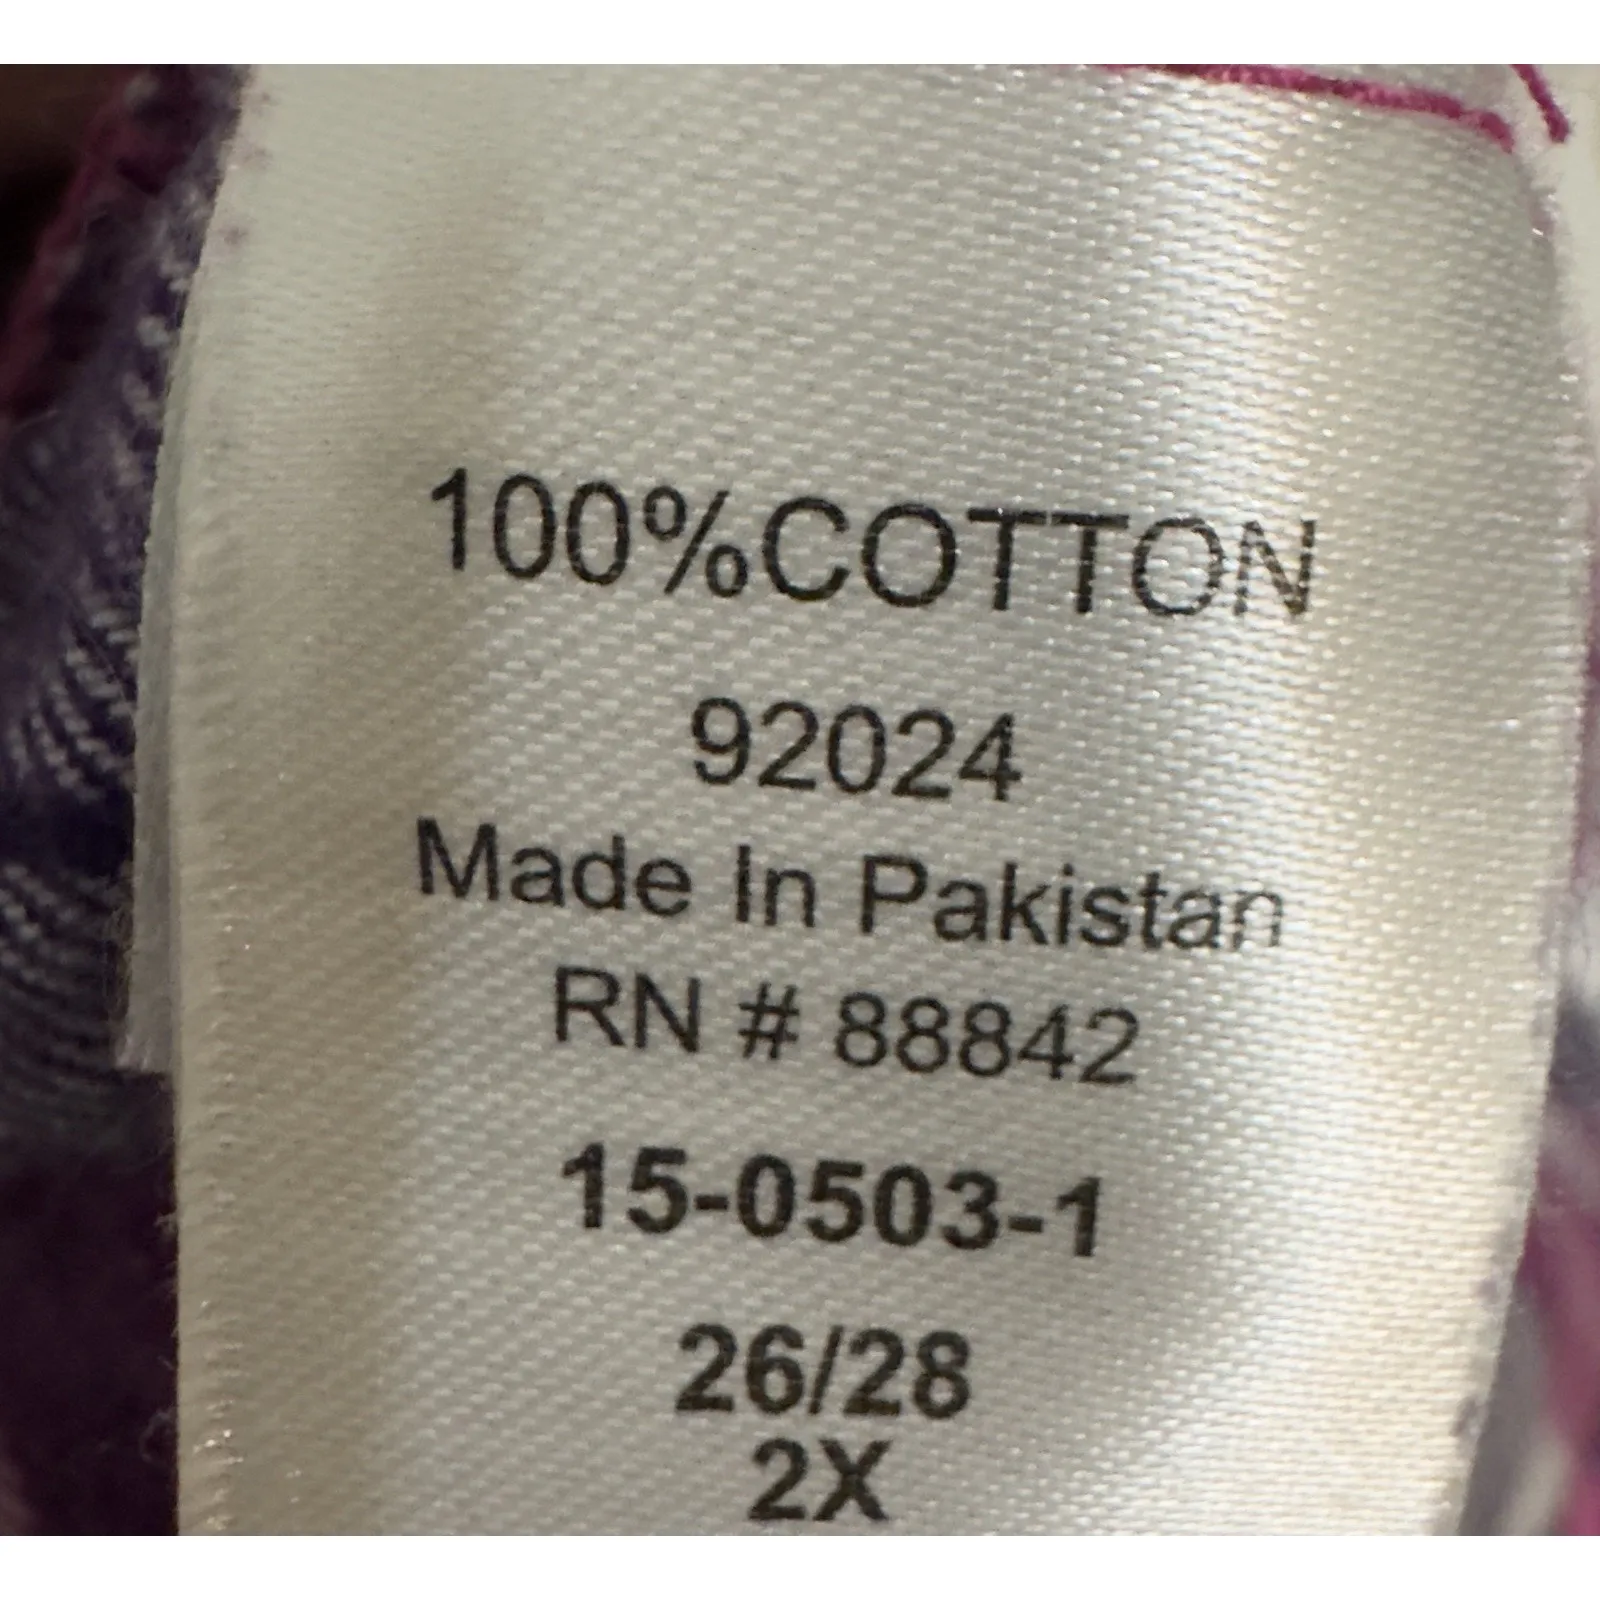 100%COTTON
92024
Made In Pakistan
RN # 88842
15-0503-1
26/28
2X